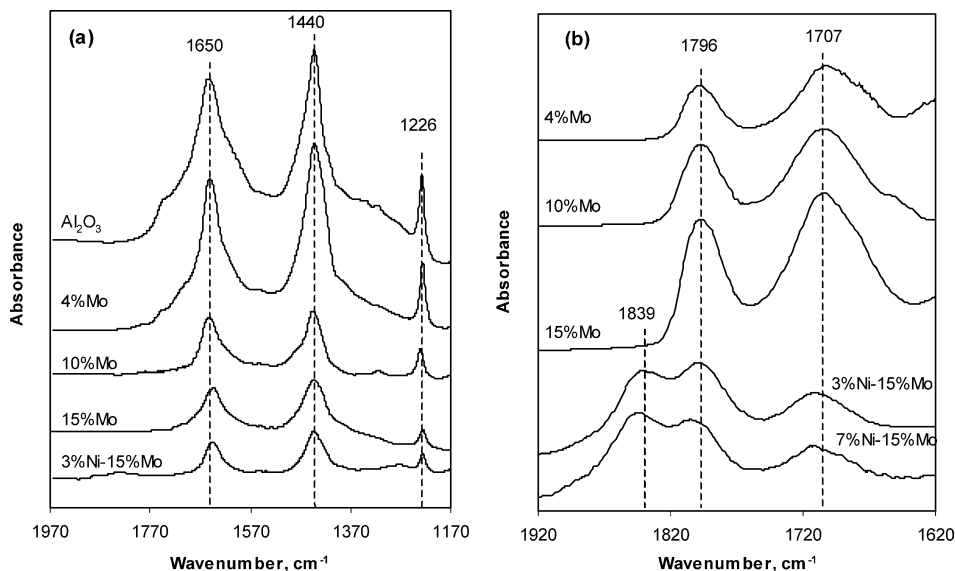 (a)
1650
1440
1226
Al2O3
4%Mo
10%Mo
15%Mo
3%Ni-15%Mo
Absorbance
1970 1770 1570 1370 1170
Wavenumber, cm-1
(b)
1796
1707
4%Mo
10%Mo
1839
15%Mo
3%Ni-15%Mo
7%Ni-15%Mo
Absorbance
1920 1820 1720 1620
Wavenumber, cm-1